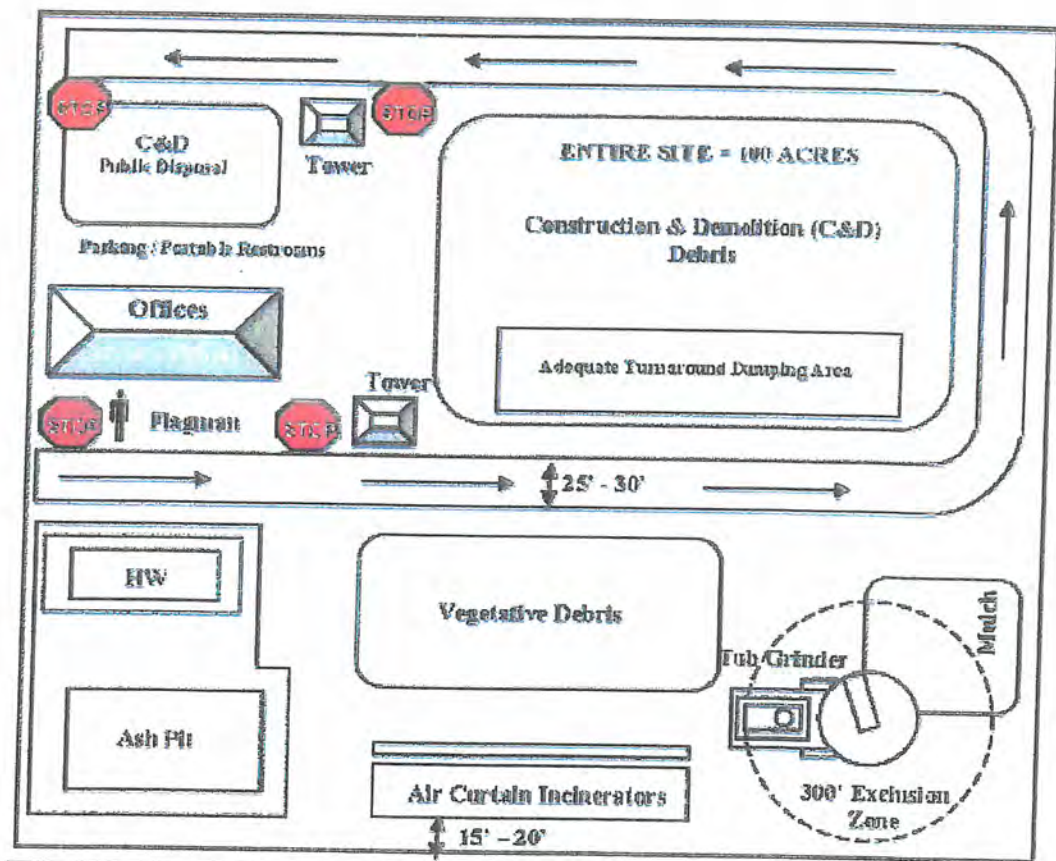 STOP
STOP
C&D
Public Disposal
Tower
ENTIRE SITE = 100 ACRES
Construction & Demolition (C&D)
Debris
Parking / Portable Restrooms
Offices
Adequate Turnaround Dumping Area
Tower
STOP
Flagman
STOP
25' - 30'
HW
Vegetative Debris
Mulch
Tub Grinder
Ash Pit
Air Curtain Incinerators
300' Exclusion
Zone
15' - 20'